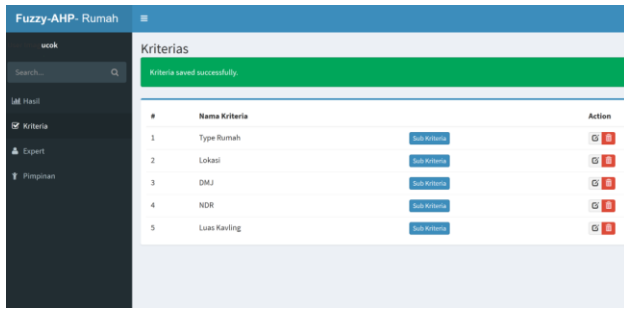 Fuzzy-AHP- Rumah
ucok
Search...
Hasil
Kriteria
Expert
Pimpinan
Kriterias
Kriteria saved successfully.
# Nama Kriteria Action
1 Type Rumah Sub Kriteria
2 Lokasi Sub Kriteria
3 DMJ Sub Kriteria
4 NDR Sub Kriteria
5 Luas Kavling Sub Kriteria